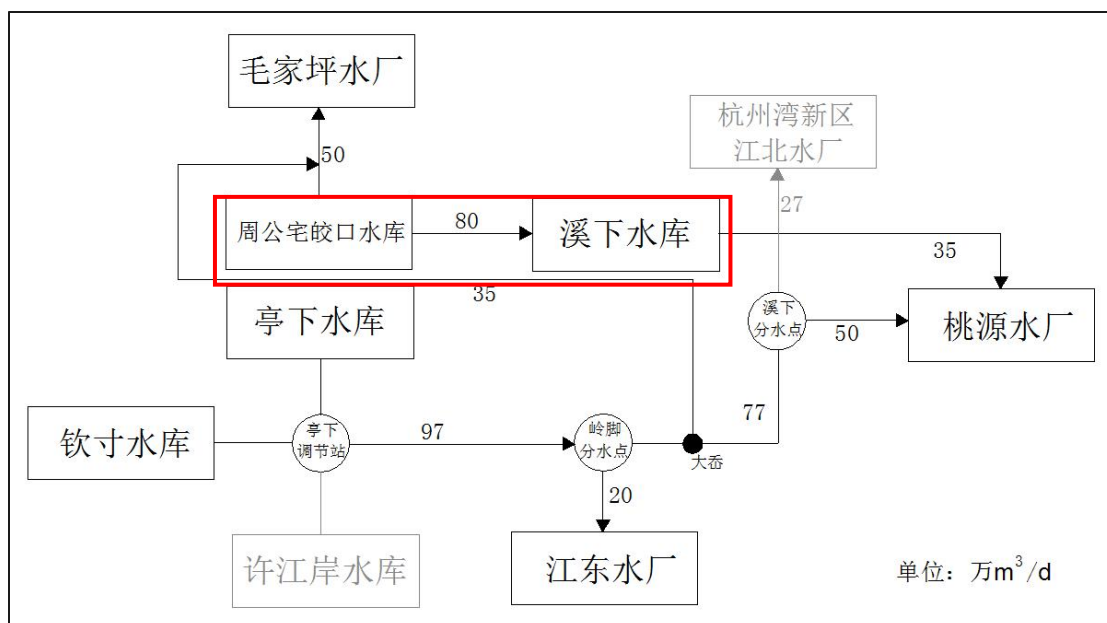 毛家坪水厂
杭州湾新区
江北水厂
50
27
周公宅皎口水库
80
溪下水库
35
35
亭下水库
溪下
分水点
50
桃源水厂
77
钦寸水库
亭下
调节站
97
岭脚
分水点
大岙
20
许江岸水库
江东水厂
单位：万m³/d